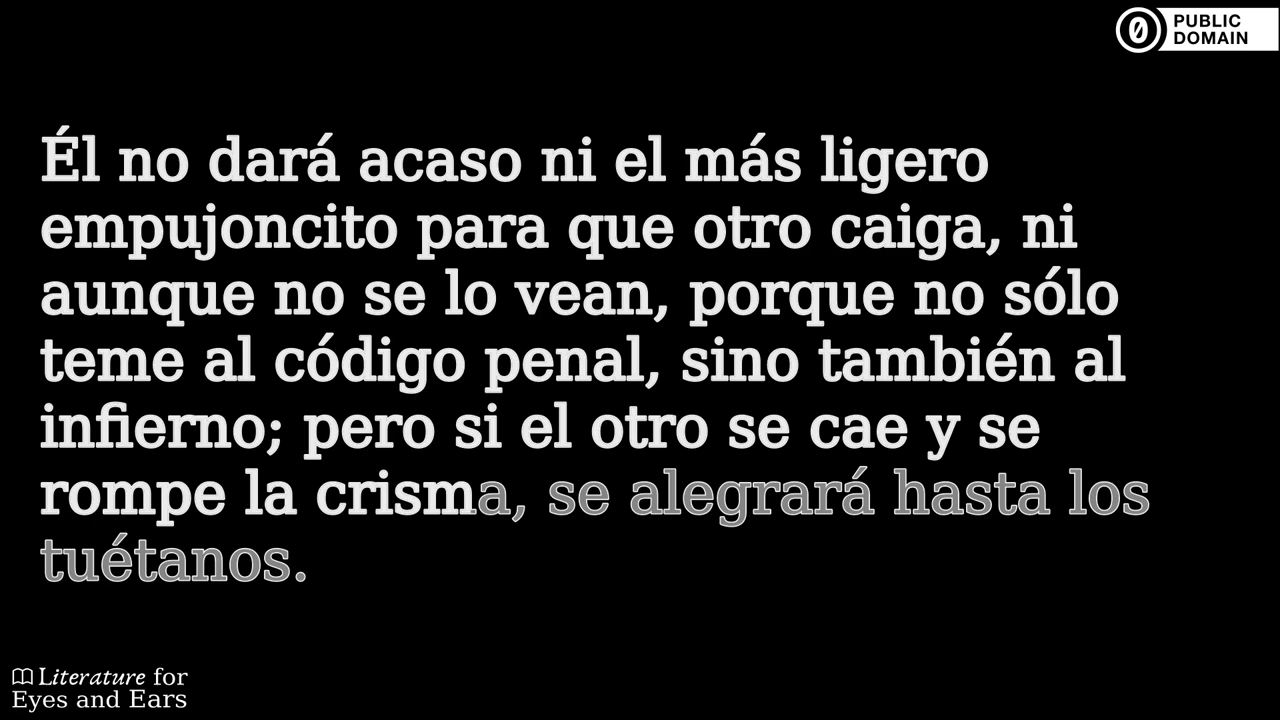 PUBLIC
DOMAIN
Él no dará acaso ni el más ligero
empujoncito para que otro caiga, ni
aunque no se lo vean, porque no sólo
teme al código penal, sino también al
infierno; pero si el otro se cae y se
rompe la crisma, se alegrará hasta los
tuétanos.
Literature for
Eyes and Ears